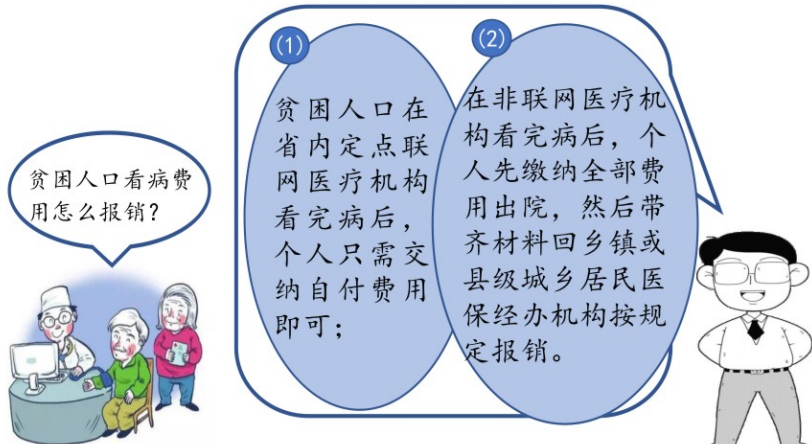 贫困人口看病费
用怎么报销?
(1)
贫困人口在
省内定点联
网医疗机构
看完病后,
个人只需交
纳自付费用
即可;
(2)
在非联网医疗机
构看完病后,个
人先缴纳全部费
用出院,然后带
齐材料回乡镇或
县级城乡居民医
保经办机构按规
定报销。